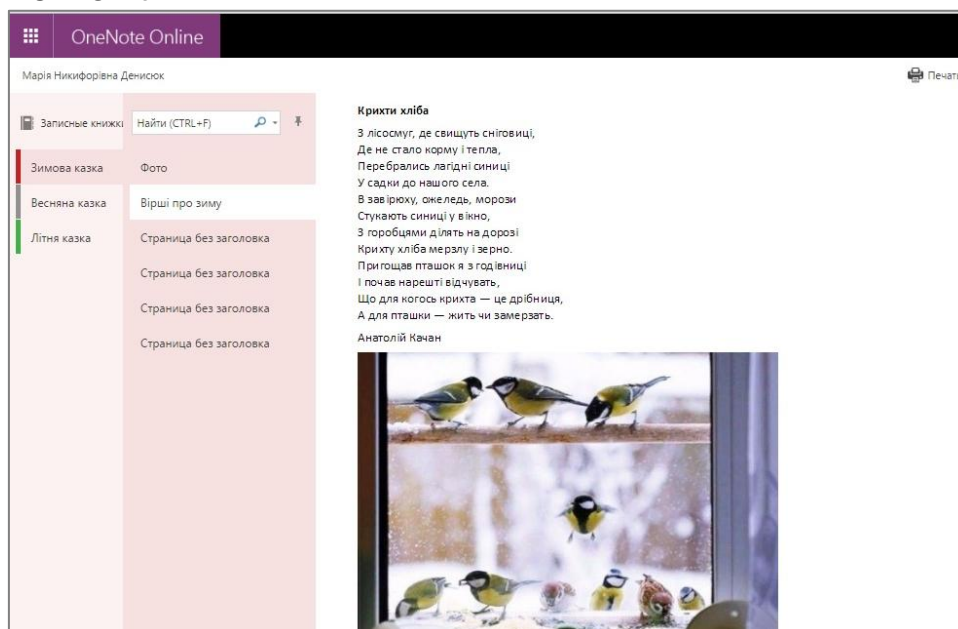 OneNote Online
Марія Никифорівна Денисюк
Печать
Записные книжки
Найти (CTRL+F)
Зимова казка
Весняна казка
Літня казка
Фото
Вірші про зиму
Страница без заголовка
Страница без заголовка
Страница без заголовка
Страница без заголовка
Крихти хліба
З лісосмуг, де свищуть сніговиці,
Де не стало корму і тепла,
Перебрались лагідні синиці
У садки до нашого села.
В завірюху, ожеледь, морози
Стукають синиці у вікно,
З горобцями ділять на дорозі
Крихту хліба мерзлу і зерно.
Пригощав пташок я з годівниці
І почав нарешті відчувать,
Що для когось крихта — це дрібниця,
А для пташки — жить чи замерзать.
Анатолій Качан